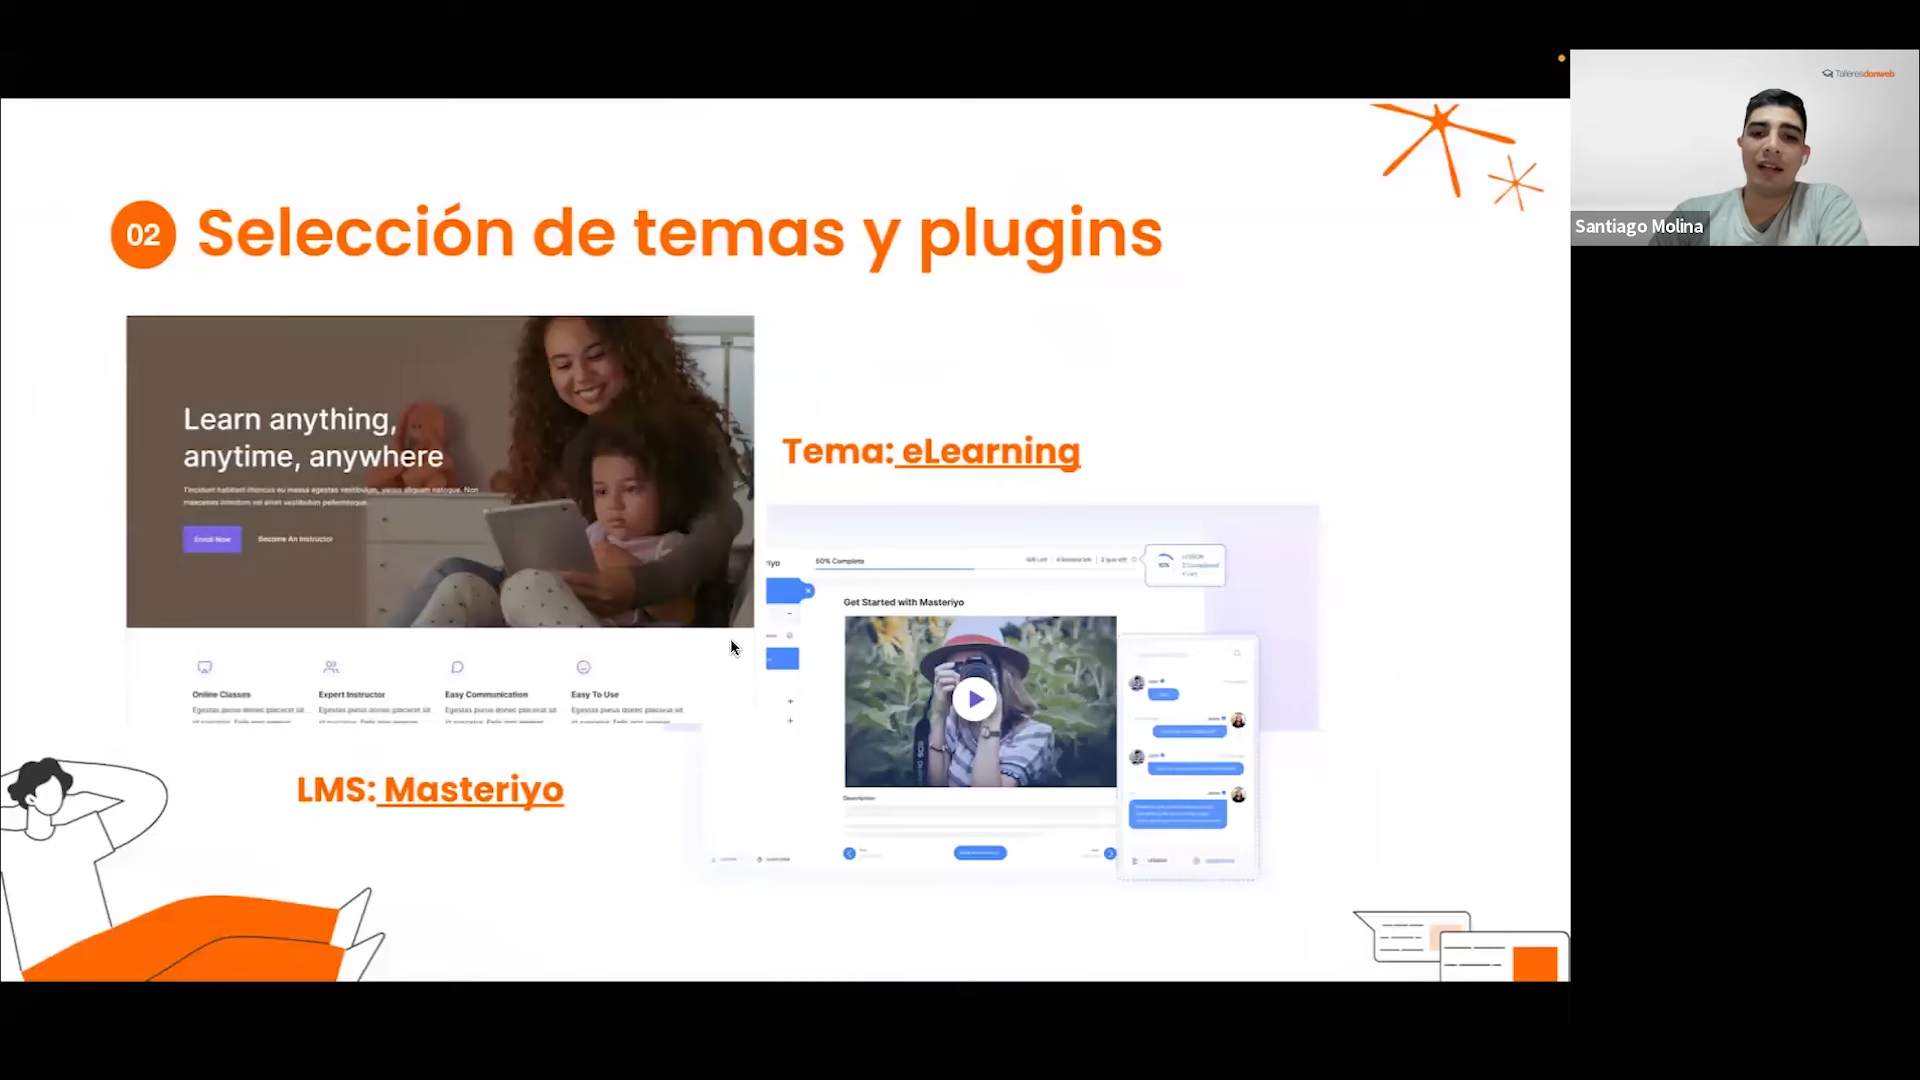 Talleresdonweb
Santiago Molina
02 Selección de temas y plugins
Learn anything,
anytime, anywhere
Enroll Now
Become An Instructor
Online Classes
Expert Instructor
Easy Communication
Easy To Use
Tema: eLearning
50% Complete
Get Started with Masteriyo
10%
Description
LMS: Masteriyo